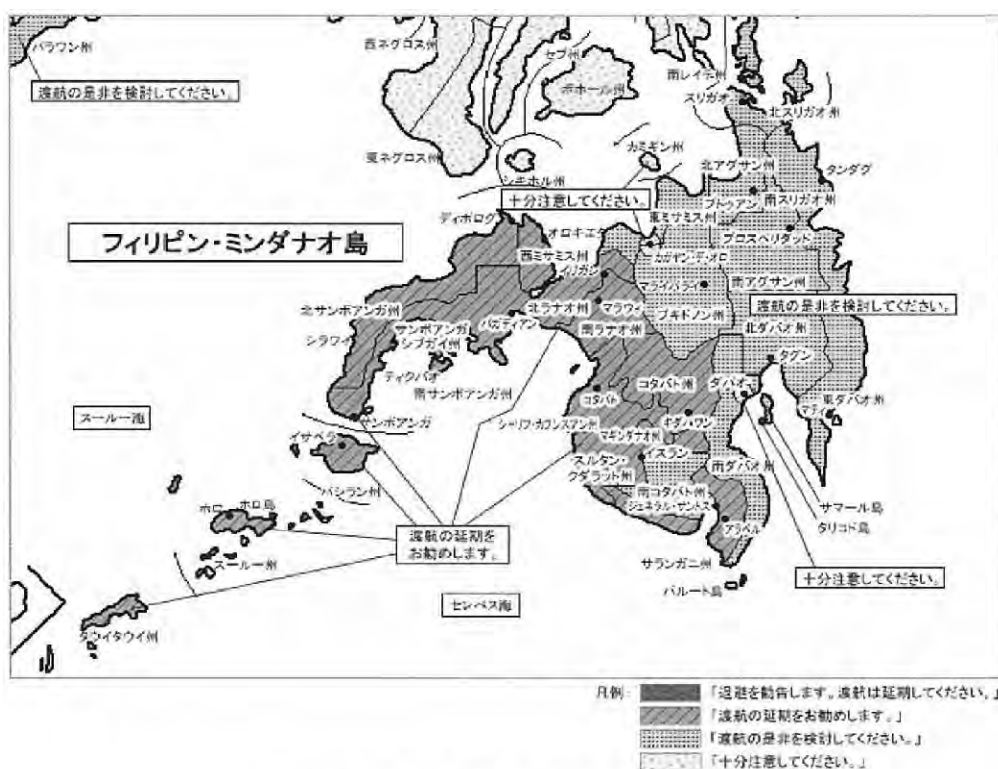 パラワン州
渡航の是非を検討してください。
西ネグロス州
セブ州
ボホール州
南レイテ州
スリガオ
北スリガオ州
東ネグロス州
シキホル州
カミギン州
十分注意してください。
北アグサン州
ブトゥアン
タンダグ
南スリガオ州
ディポログ
オロキエタ
東ミサミス州
カガヤン・デ・オロ
プロスペリダッド
フィリピン・ミンダナオ島
西ミサミス州
イリガン
マライバライ
南アグサン州
渡航の是非を検討してください。
北サンボアンガ州
北ラナオ州
マラウィ
ブキドノン州
シラワイ
サンボアンガ
シブガイ州
パガディアン
南ラナオ州
北ダバオ州
タグン
ティクバオ
南サンボアンガ州
コタバト州
ダバオ
コタバト
東ダバオ州
マティ
スールー海
サンボアンガ
シャリフ・カブンスアン州
キダパワン
マギンダナオ州
イサベラ
イスラン
スルタン・
クダラット州
南ダバオ州
バシラン州
南コタバト州
ジェネラル・サントス
サマール島
ホロ
ホロ島
タリコド島
アラベル
渡航の延期を
お勧めします。
スールー州
サランガニ州
十分注意してください。
バルート島
センベス海
タウイタウイ州
凡例:
「退避を勧告します。渡航は延期してください。」
「渡航の延期をお勧めします。」
「渡航の是非を検討してください。」
「十分注意してください。」